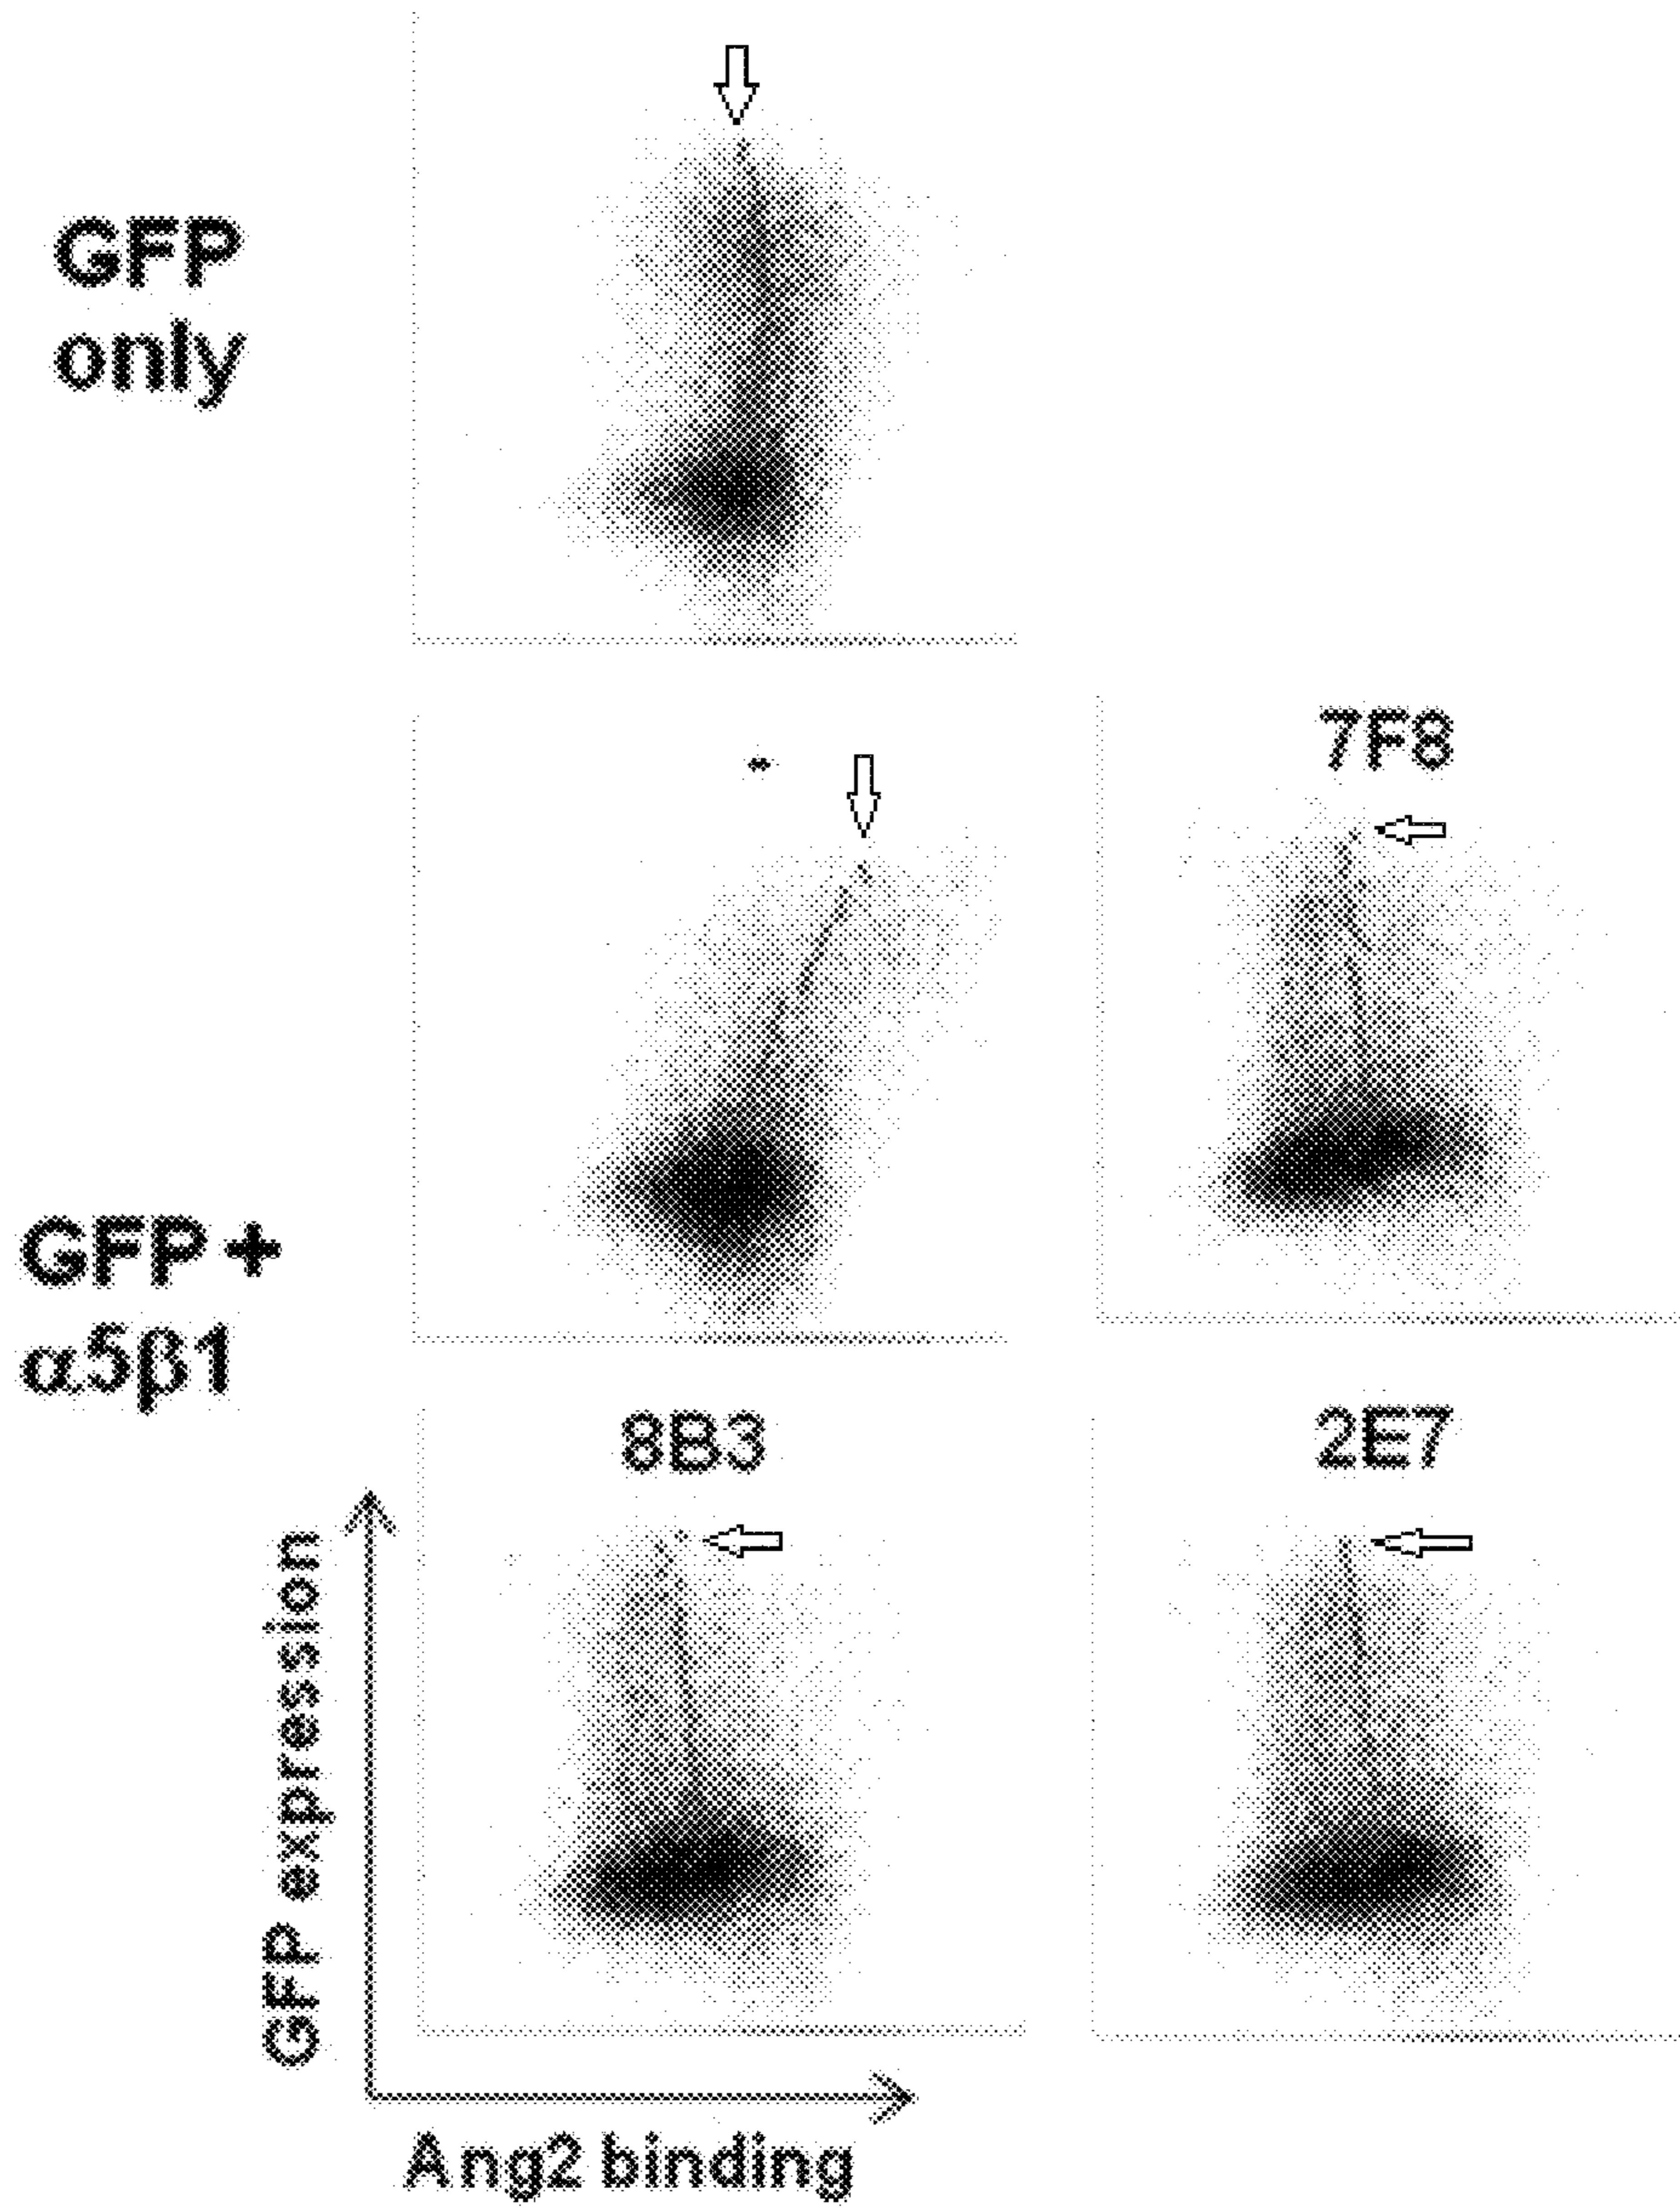 GFP
only
-
7F8
GFP +
α5β1
8B3
2E7
GFP expression
Ang2 binding